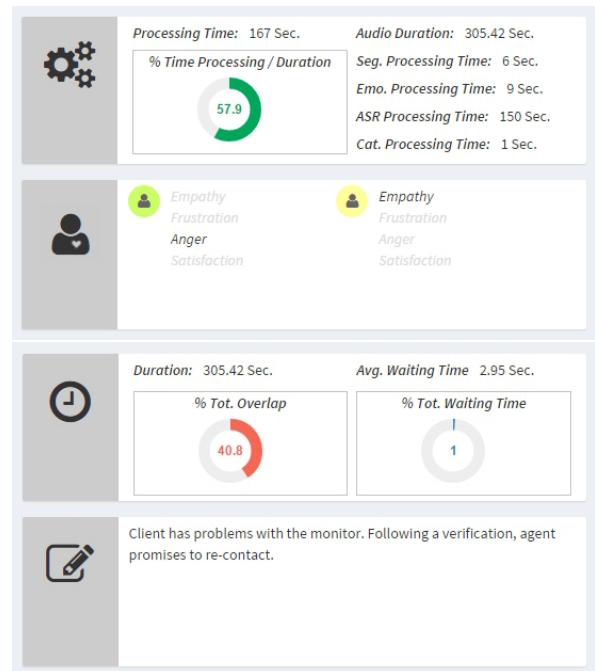 Processing Time: 167 Sec.
Audio Duration: 305.42 Sec.
% Time Processing / Duration
57.9
Seg. Processing Time: 6 Sec.
Emo. Processing Time: 9 Sec.
ASR Processing Time: 150 Sec.
Cat. Processing Time: 1 Sec.
Empathy
Frustration
Anger
Satisfaction
Empathy
Frustration
Anger
Satisfaction
Duration: 305.42 Sec.
Avg. Waiting Time 2.95 Sec.
% Tot. Overlap
40.8
% Tot. Waiting Time
1
Client has problems with the monitor. Following a verification, agent
promises to re-contact.